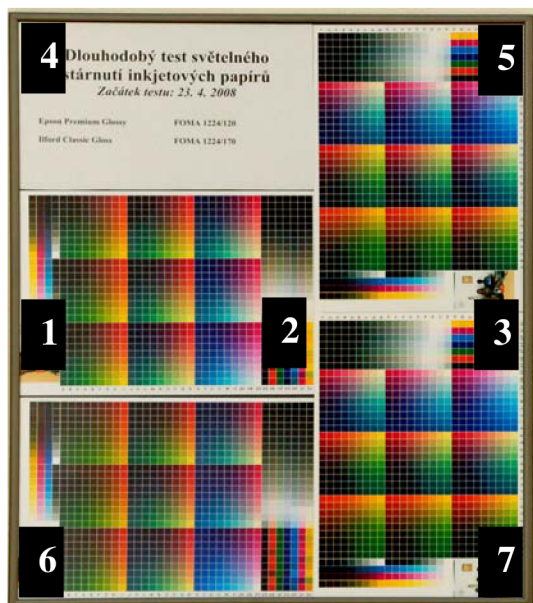 4
5
Dlouhodobý test světelného
stárnutí inkjetových papírů
Začátek testu: 23. 4. 2008
Epson Premium Glossy FOMA 1224/120
Ilford Classic Gloss FOMA 1224/170
1
2
3
6
7